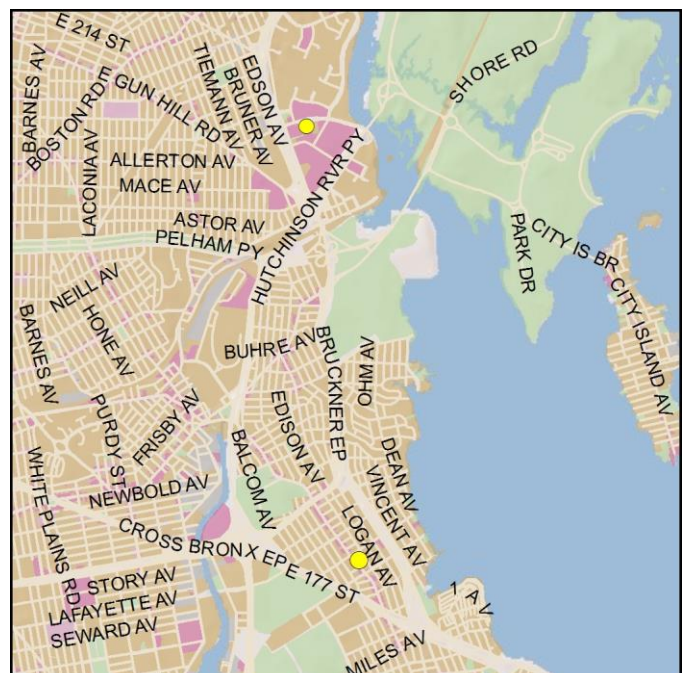 E 214 ST
SHORE RD
BARNES AV
BOSTON RD
E GUN HILL RD
TIEMANN AV
BRUNER AV
EDSON AV
LACONIA AV
ALLERTON AV
MACE AV
HUTCHINSON RVR PY
ASTOR AV
PELHAM PY
PARK DR
CITY IS BR
NEILL AV
CITY ISLAND AV
BARNES AV
HONE AV
BUHRE AV
BRUCKNER EP
OHM AV
PURDY ST
FRISBY AV
EDISON AV
BALCOM AV
DEAN AV
VINCENT AV
WHITE PLAINS RD
NEWBOLD AV
CROSS BRONX EP
E 177 ST
LOGAN AV
STORY AV
LAFAYETTE AV
SEWARD AV
1 AV
MILES AV